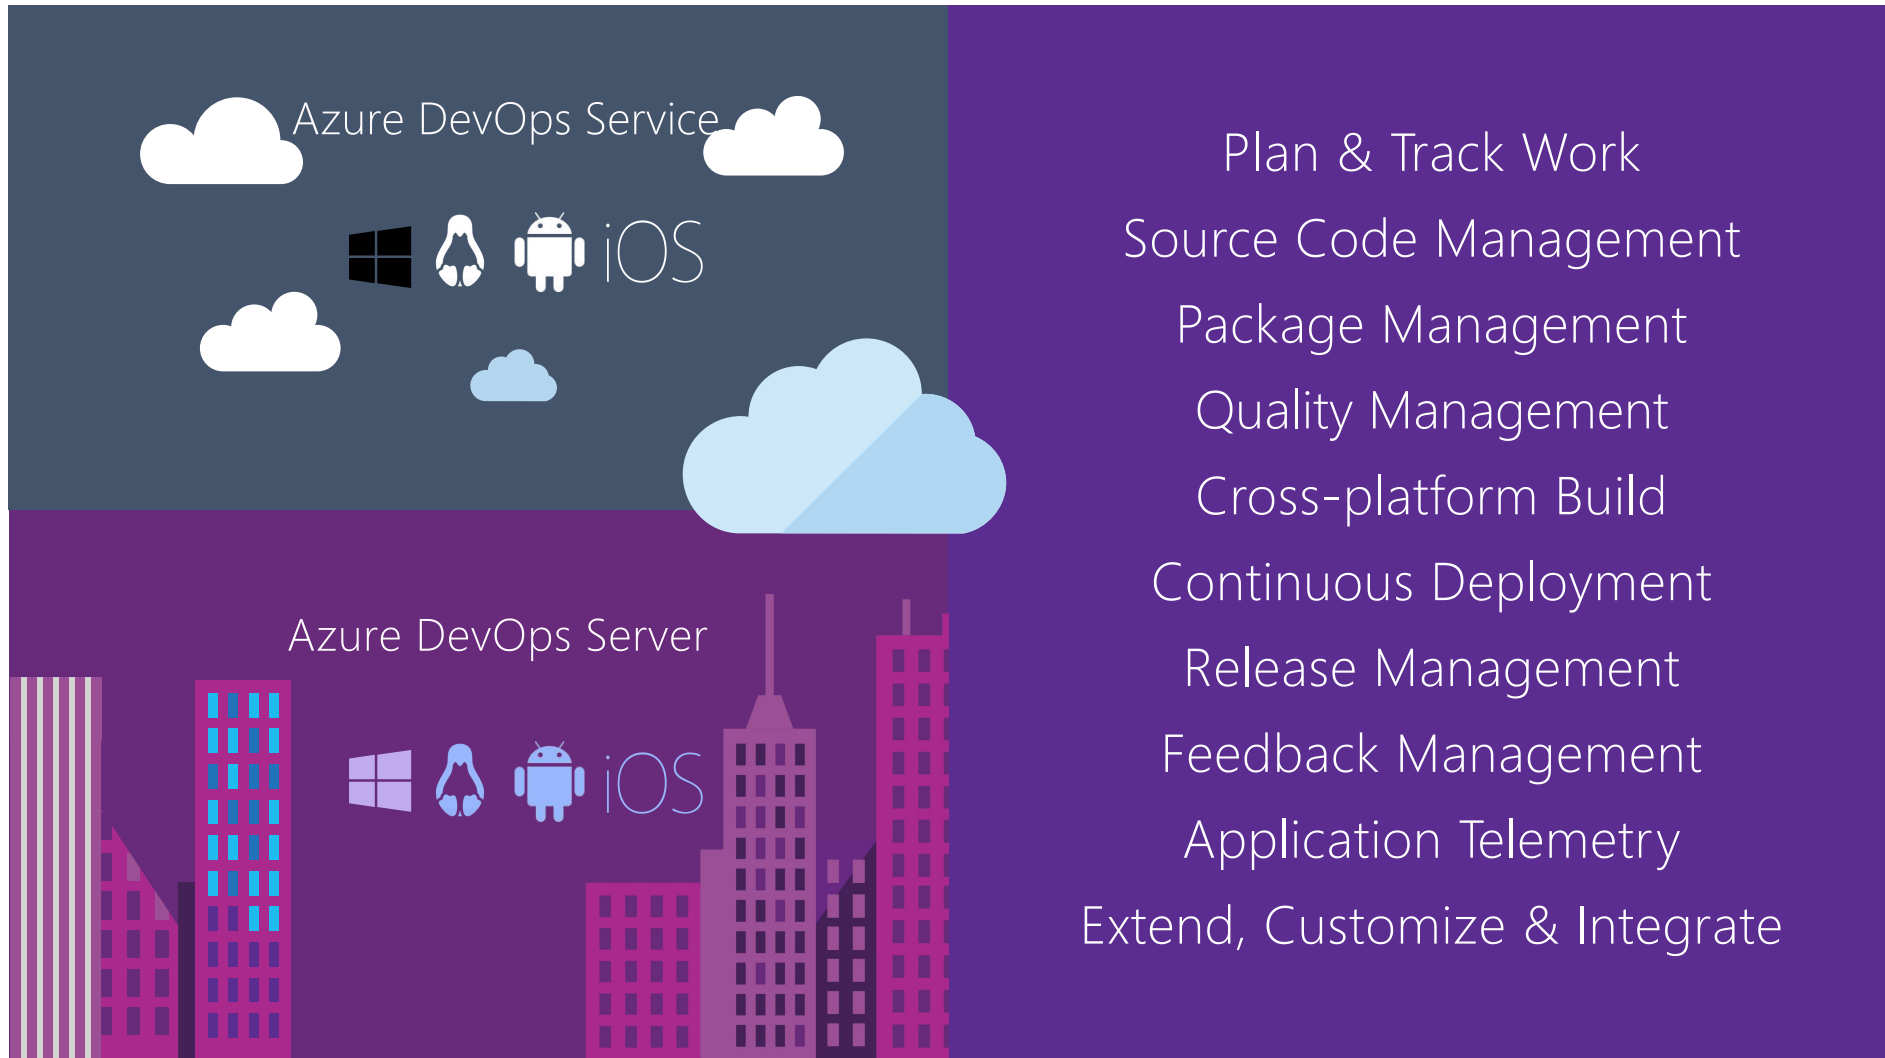 Azure DevOps Service
iOS
Azure DevOps Server
iOS
Plan & Track Work
Source Code Management
Package Management
Quality Management
Cross-platform Build
Continuous Deployment
Release Management
Feedback Management
Application Telemetry
Extend, Customize & Integrate